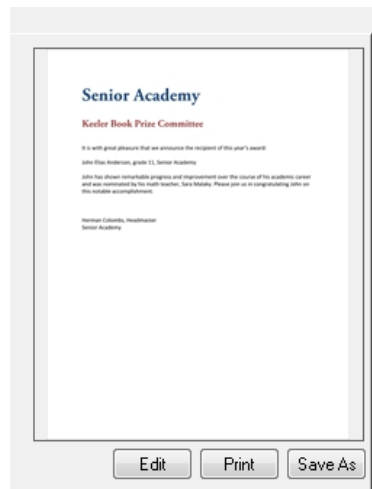 Senior Academy
Keeler Book Prize Committee
It is with great pleasure that we announce the recipient of this year's award!
John Elias Anderson, grade 11, Senior Academy
John has shown remarkable progress and improvement over the course of his academic career
and was nominated by his math teacher, Sara Malaky. Please join us in congratulating John on
this notable accomplishment.
Herman Colombo, Headmaster
Senior Academy
Edit
Print
Save As